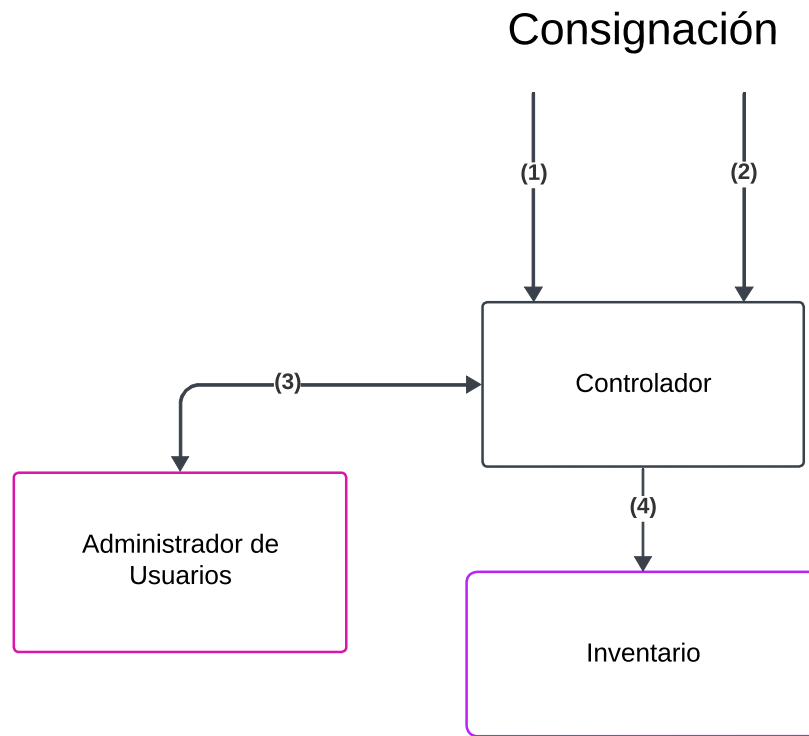 Consignación
(1)
(2)
(3)
Controlador
(4)
Administrador de
Usuarios
Inventario